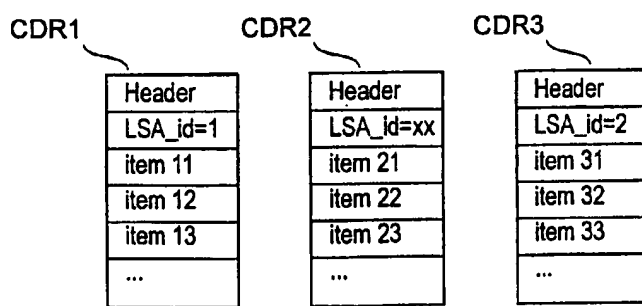 CDR1 CDR2 CDR3
Header Header Header
LSA_id=1 LSA_id=xx LSA_id=2
item 11 item 21 item 31
item 12 item 22 item 32
item 13 item 23 item 33
... ... ...